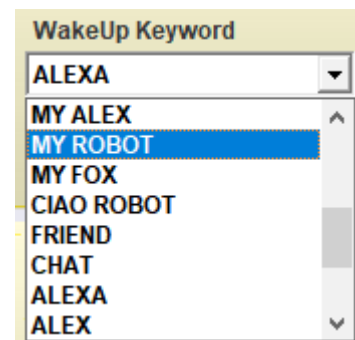 WakeUp Keyword
ALEXA
MY ALEX
MY ROBOT
MY FOX
CIAO ROBOT
FRIEND
CHAT
ALEXA
ALEX